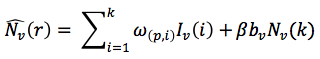 $\widehat{N_v}(r) = \sum_{i=1}^{k} \omega_{(p,i)} I_v(i) + \beta b_v N_v(k)$